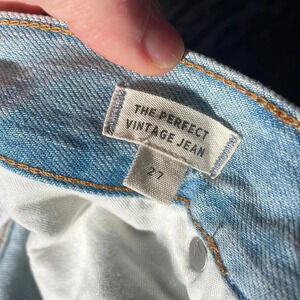 THE PERFECT
VINTAGE JEAN
27